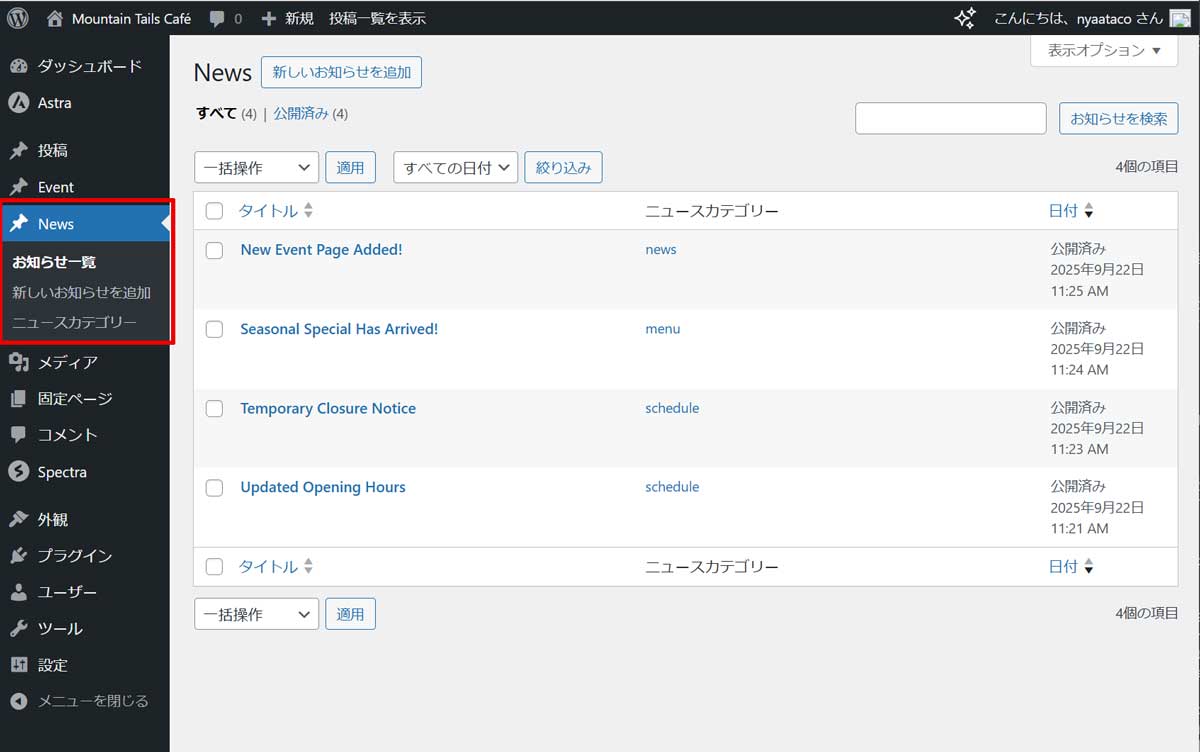 Mountain Tails Café 0 新規 投稿一覧を表示 こんにちは、nyaataco さん
ダッシュボード
Astra
投稿
Event
News
お知らせ一覧
新しいお知らせを追加
ニュースカテゴリー
メディア
固定ページ
コメント
Spectra
外観
プラグイン
ユーザー
ツール
設定
メニューを閉じる
表示オプション ▼
News 新しいお知らせを追加
すべて (4) | 公開済み (4)
お知らせを検索
一括操作 適用 すべての日付 絞り込み 4個の項目
タイトル ニュースカテゴリー 日付
New Event Page Added! news 公開済み
2025年9月22日
11:25 AM
Seasonal Special Has Arrived! menu 公開済み
2025年9月22日
11:24 AM
Temporary Closure Notice schedule 公開済み
2025年9月22日
11:23 AM
Updated Opening Hours schedule 公開済み
2025年9月22日
11:21 AM
タイトル ニュースカテゴリー 日付
一括操作 適用 4個の項目